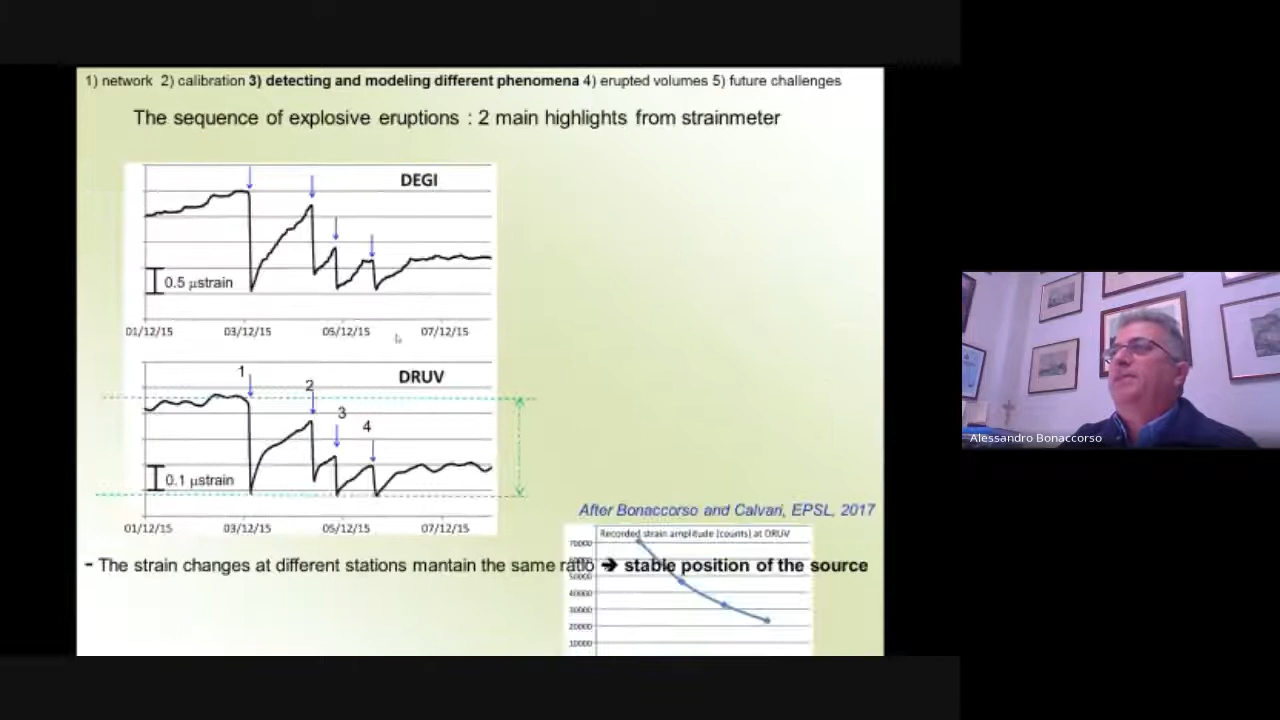 1) network 2) calibration 3) detecting and modeling different phenomena 4) erupted volumes 5) future challenges
The sequence of explosive eruptions : 2 main highlights from strainmeter
DEGI
0.5 μstrain
01/12/15 03/12/15 05/12/15 07/12/15
DRUV
1
2
3
4
0.1 μstrain
01/12/15 03/12/15 05/12/15 07/12/15
Alessandro Bonaccorso
After Bonaccorso and Calvari, EPSL, 2017
Recorded strain amplitude (counts) at DRUV
70000
- The strain changes at different stations mantain the same ratio ➔ stable position of the source
50000
40000
30000
20000
10000